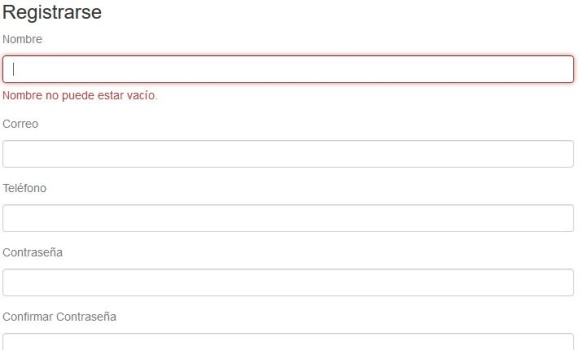 Registrarse
Nombre
Nombre no puede estar vacío.
Correo
Teléfono
Contraseña
Confirmar Contraseña